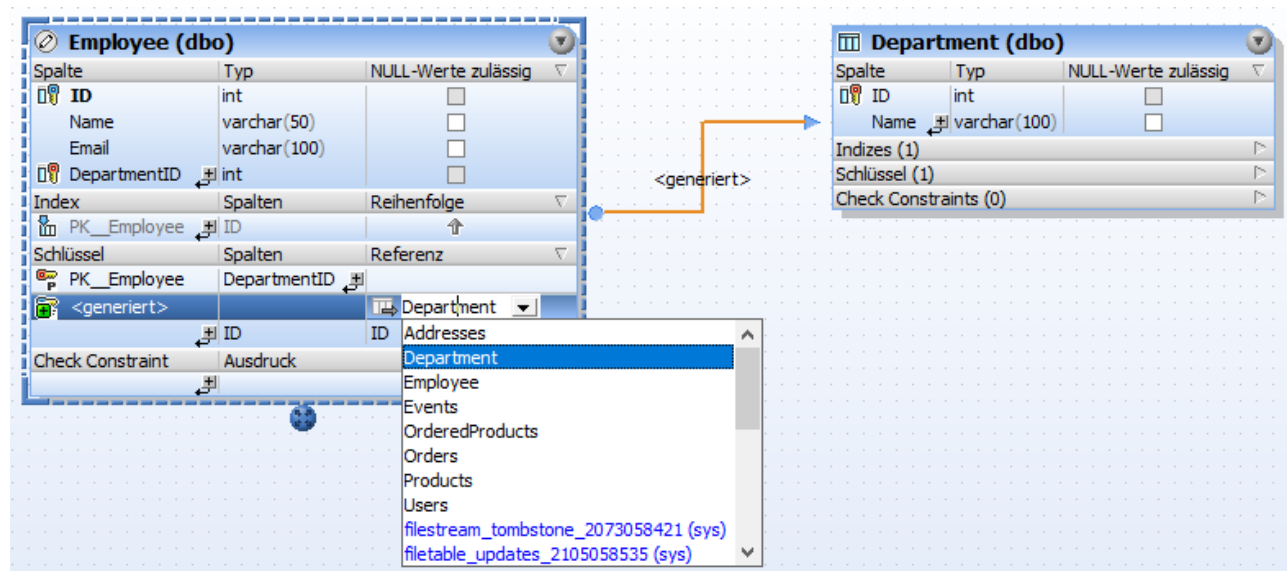 Employee (dbo)
Spalte Typ NULL-Werte zulässig
ID int
Name varchar(50)
Email varchar(100)
DepartmentID int
Index Spalten Reihenfolge
PK__Employee ID
Schlüssel Spalten Referenz
PK__Employee DepartmentID
<generiert> Department
ID ID
Check Constraint Ausdruck
Addresses
Department
Employee
Events
OrderedProducts
Orders
Products
Users
filestream_tombstone_2073058421 (sys)
filetable_updates_2105058535 (sys)
<generiert>
Department (dbo)
Spalte Typ NULL-Werte zulässig
ID int
Name varchar(100)
Indizes (1)
Schlüssel (1)
Check Constraints (0)